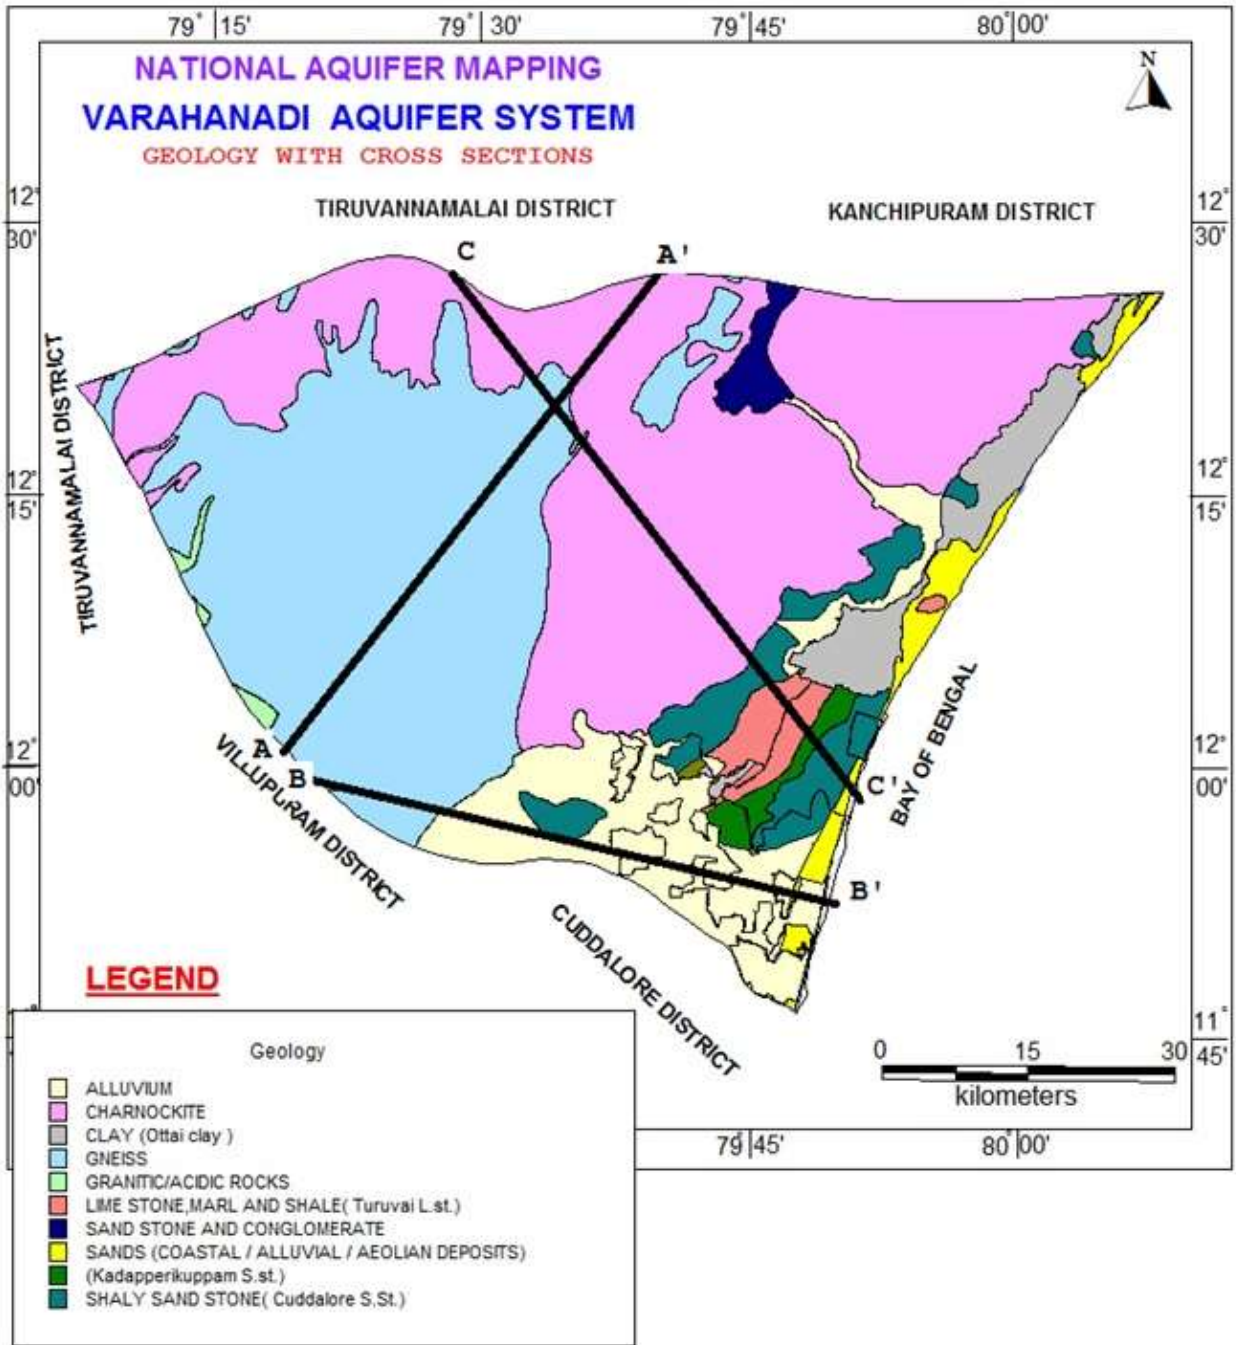 79° 15' 79° 30' 79° 45' 80° 00'
NATIONAL AQUIFER MAPPING
VARAHANADI AQUIFER SYSTEM
GEOLOGY WITH CROSS SECTIONS
N
12° 30'
12° 30'
TIRUVANNAMALAI DISTRICT
KANCHIPURAM DISTRICT
C
A'
TIRUVANNAMALAI DISTRICT
12° 15'
12° 15'
12° 00'
12° 00'
A
B
VILLUPURAM DISTRICT
C'
BAY OF BENGAL
B'
CUDDALORE DISTRICT
LEGEND
11° 45'
0 15 30
kilometers
79° 45' 80° 00'
Geology
ALLUVIUM
CHARNOCKITE
CLAY (Ottai clay )
GNEISS
GRANITIC/ACIDIC ROCKS
LIME STONE,MARL AND SHALE( Turuvai L.st.)
SAND STONE AND CONGLOMERATE
SANDS (COASTAL / ALLUVIAL / AEOLIAN DEPOSITS)
(Kadapperikuppam S.st.)
SHALY SAND STONE( Cuddalore S.St.)